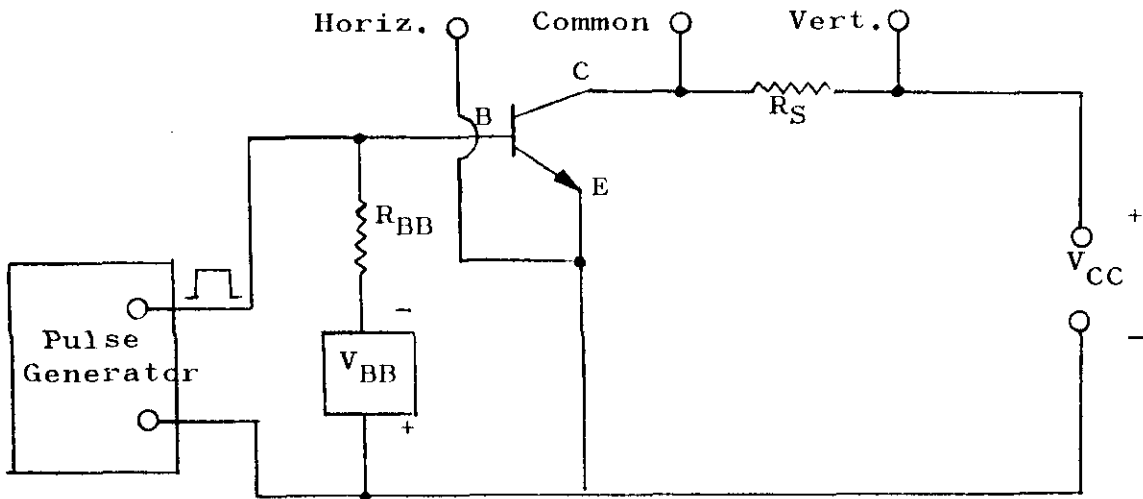 Horiz.
Common
Vert.
C
B
R_S
E
R_BB
+
V_CC
-
-
Pulse
Generator
V_BB
+